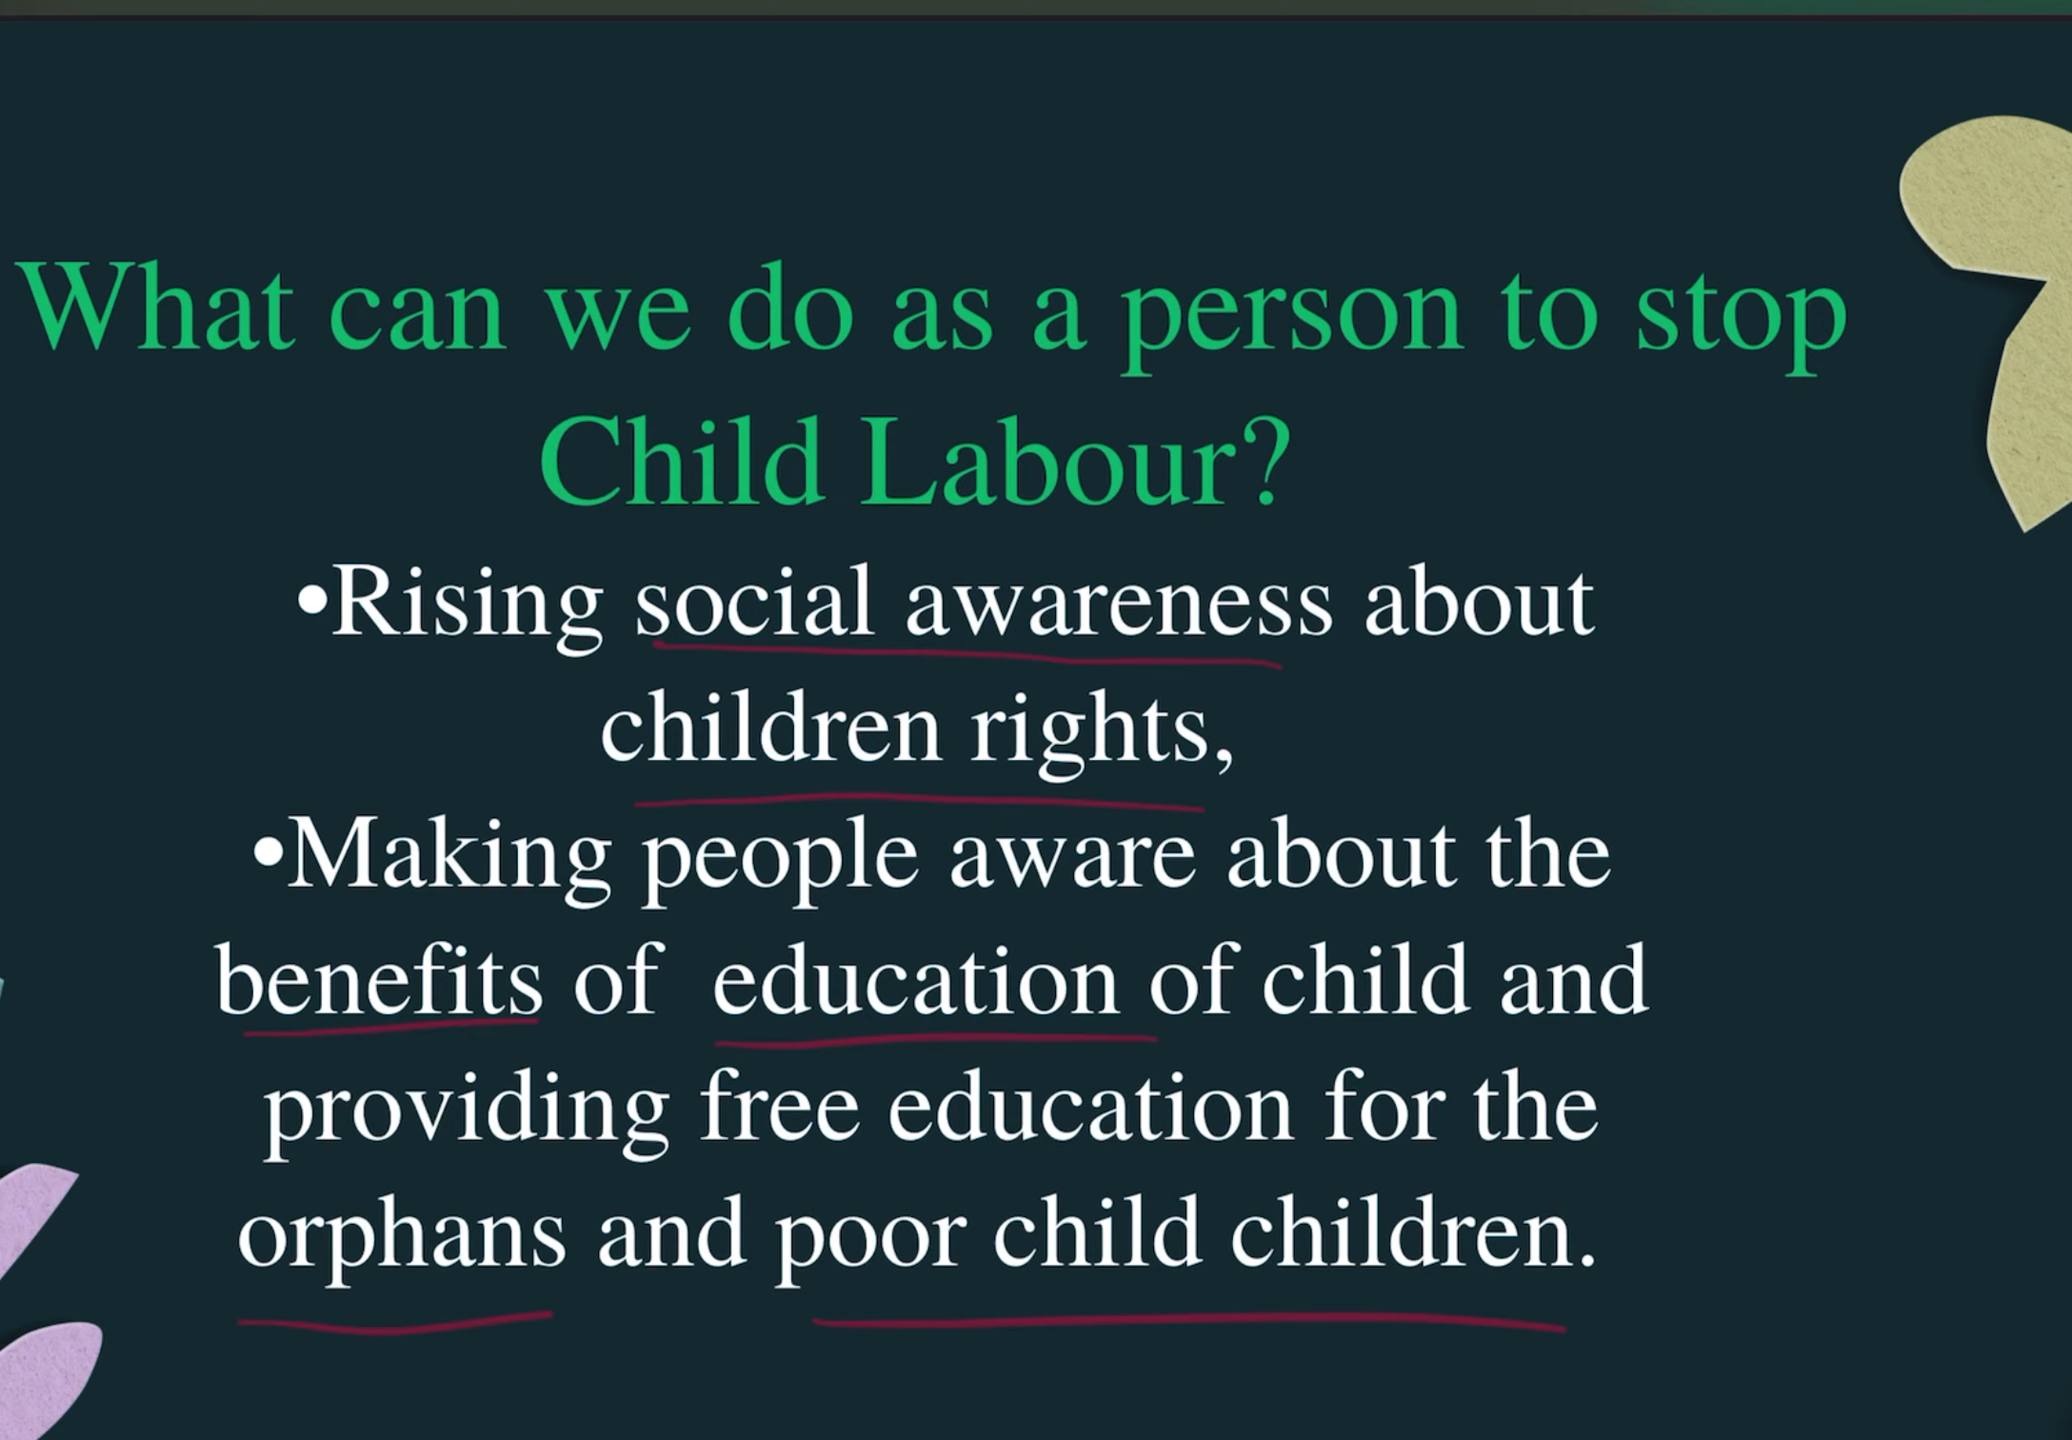 What can we do as a person to stop
Child Labour?
•Rising social awareness about
children rights,
•Making people aware about the
benefits of  education of child and
providing free education for the
orphans and poor child children.